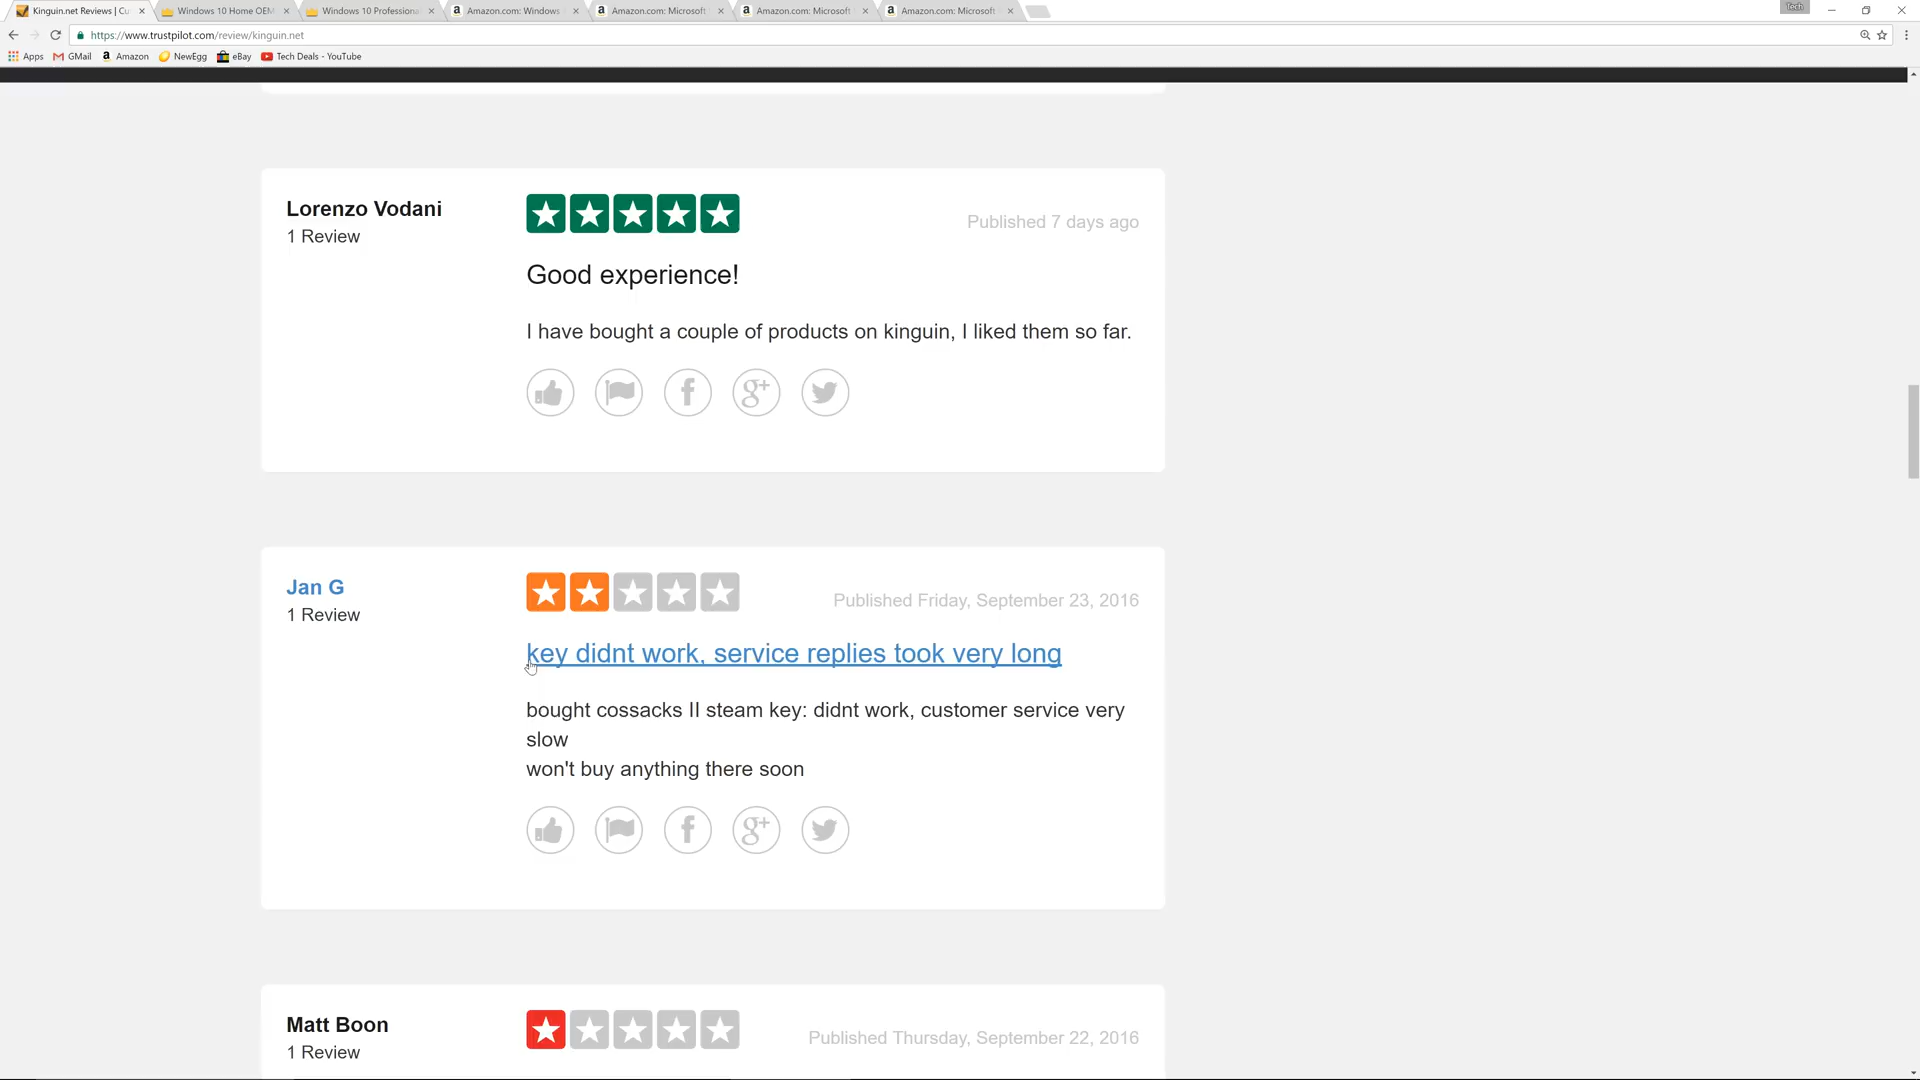 Kinguin.net Reviews | Cu
Windows 10 Home OEM
Windows 10 Professiona
Amazon.com: Windows
Amazon.com: Microsoft
Amazon.com: Microsoft
Amazon.com: Microsoft
Tech
https://www.trustpilot.com/review/kinguin.net
Apps
GMail
Amazon
NewEgg
eBay
Tech Deals - YouTube
Lorenzo Vodani
1 Review
Published 7 days ago
Good experience!
I have bought a couple of products on kinguin, I liked them so far.
Jan G
1 Review
Published Friday, September 23, 2016
key didnt work, service replies took very long
bought cossacks II steam key: didnt work, customer service very
slow
won't buy anything there soon
Matt Boon
1 Review
Published Thursday, September 22, 2016